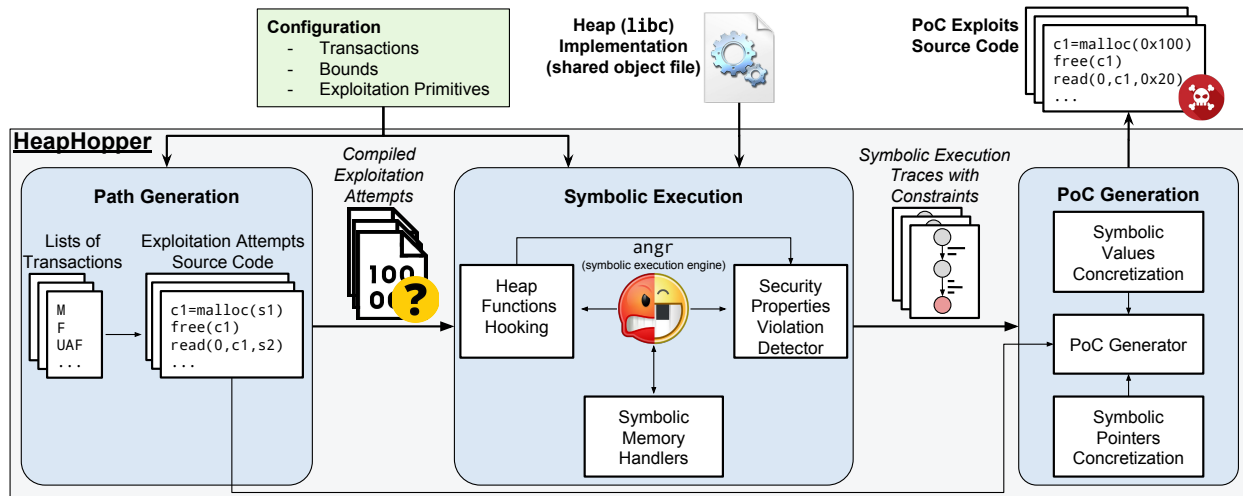 Configuration
- Transactions
- Bounds
- Exploitation Primitives
Heap (libc)
Implementation
(shared object file)
PoC Exploits
Source Code
c1=malloc(0x100)
free(c1)
read(0,c1,0x20)
...
HeapHopper
Path Generation
Lists of
Transactions
M
F
UAF
...
Exploitation Attempts
Source Code
c1=malloc(s1)
free(c1)
read(0,c1,s2)
...
Compiled
Exploitation
Attempts
100
00
?
Symbolic Execution
angr
(symbolic execution engine)
Heap
Functions
Hooking
Security
Properties
Violation
Detector
Symbolic
Memory
Handlers
Symbolic Execution
Traces with
Constraints
PoC Generation
Symbolic
Values
Concretization
PoC Generator
Symbolic
Pointers
Concretization